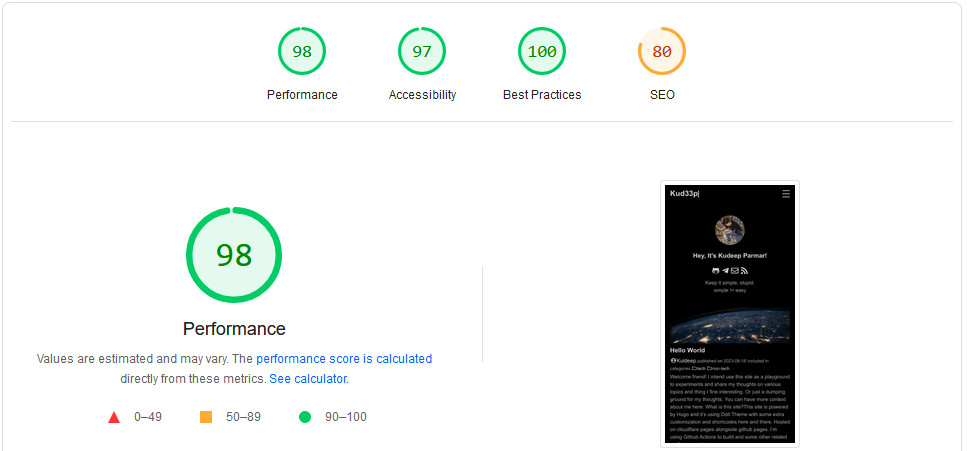 98 97 100 80
Performance Accessibility Best Practices SEO
98
Performance
Values are estimated and may vary. The performance score is calculated
directly from these metrics. See calculator.
0–49 50–89 90–100
Kud33p|
Hey, It's Kudeep Parmar!
Keep it simple, stupid:
simple != easy
Hello World
Kuldeep published on 2023-08-16 included in
categories tech non-tech
Welcome friend! I intend use this site as a playground
to experiments and share my thoughts on various
topics and thing I fine interesting. Or just a dumping
ground for my thoughts. You can have more context
about me here. What is this site?This site is powered
by Hugo and it's using DoIt Theme with some extra
customization and shortcodes here and there. Hosted
on cloudflare pages alongside github pages. I'm
using Github Actions to build and some other related